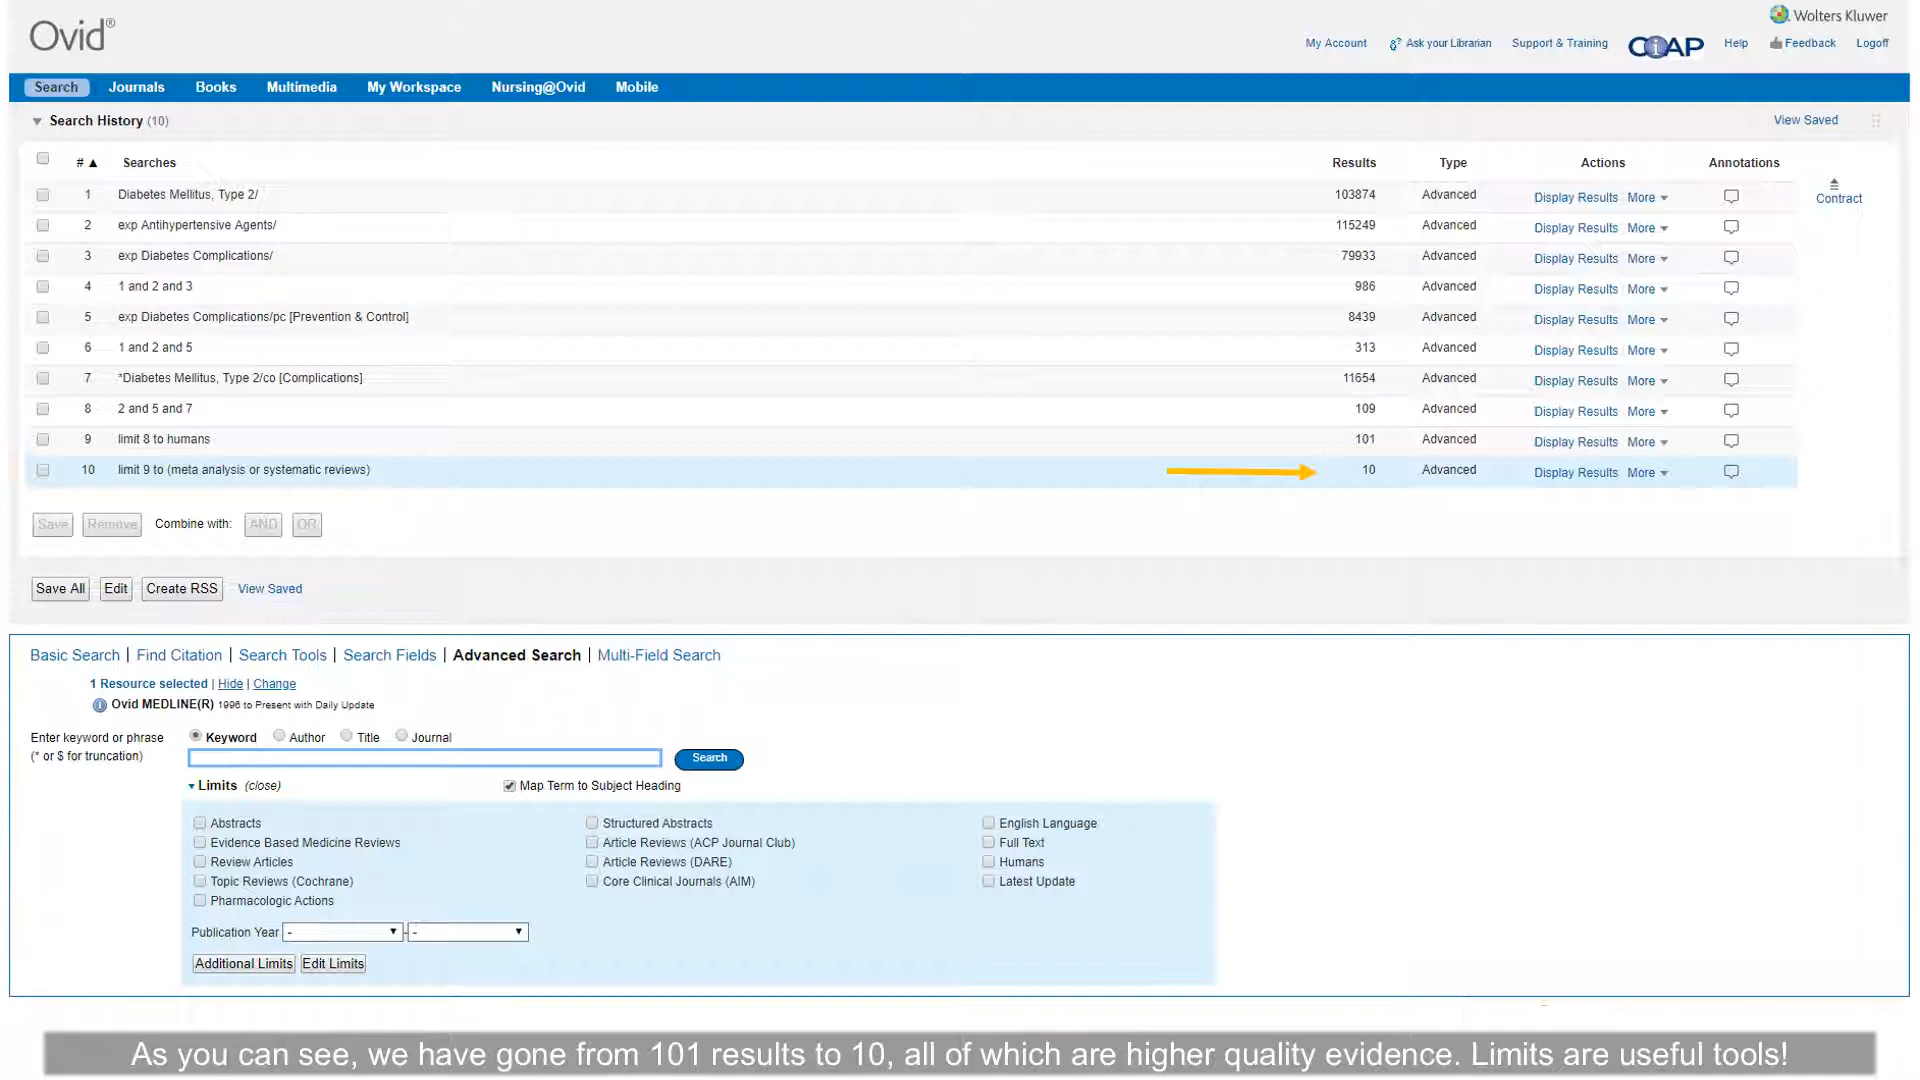 Ovid®
Wolters Kluwer
My Account Ask your Librarian Support & Training CIAP Help Feedback Logoff
Search Journals Books Multimedia My Workspace Nursing@Ovid Mobile
Search History (10) View Saved
# ▲ Searches Results Type Actions Annotations
1 Diabetes Mellitus, Type 2/ 103874 Advanced Display Results More
Contract
2 exp Antihypertensive Agents/ 115249 Advanced Display Results More
3 exp Diabetes Complications/ 79933 Advanced Display Results More
4 1 and 2 and 3 986 Advanced Display Results More
5 exp Diabetes Complications/pc [Prevention & Control] 8439 Advanced Display Results More
6 1 and 2 and 5 313 Advanced Display Results More
7 *Diabetes Mellitus, Type 2/co [Complications] 11654 Advanced Display Results More
8 2 and 5 and 7 109 Advanced Display Results More
9 limit 8 to humans 101 Advanced Display Results More
10 limit 9 to (meta analysis or systematic reviews) 10 Advanced Display Results More
Save Remove Combine with: AND OR
Save All Edit Create RSS View Saved
Basic Search | Find Citation | Search Tools | Search Fields | Advanced Search | Multi-Field Search
1 Resource selected | Hide | Change
Ovid MEDLINE(R) 1996 to Present with Daily Update
Enter keyword or phrase
(* or $ for truncation)
Keyword Author Title Journal
Search
Limits (close) Map Term to Subject Heading
Abstracts Structured Abstracts English Language
Evidence Based Medicine Reviews Article Reviews (ACP Journal Club) Full Text
Review Articles Article Reviews (DARE) Humans
Topic Reviews (Cochrane) Core Clinical Journals (AIM) Latest Update
Pharmacologic Actions
Publication Year - - -
Additional Limits Edit Limits
As you can see, we have gone from 101 results to 10, all of which are higher quality evidence. Limits are useful tools!